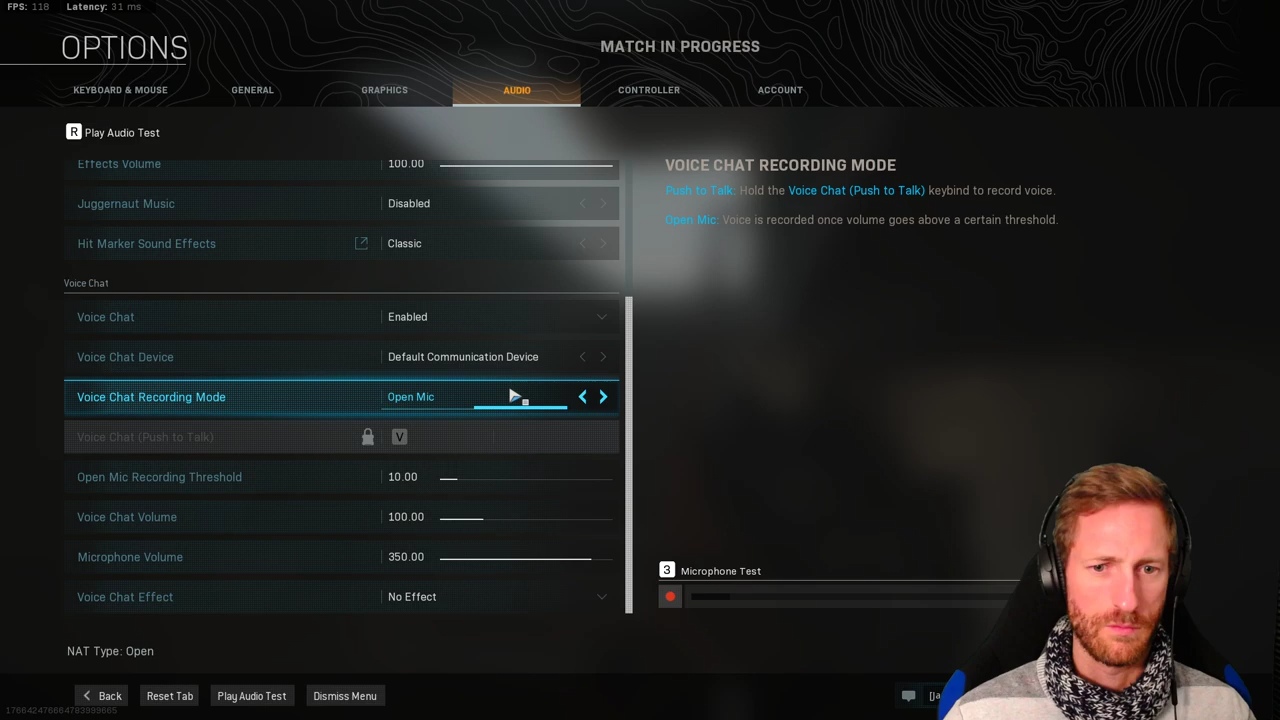 FPS: 118 Latency: 31 ms
OPTIONS
MATCH IN PROGRESS
KEYBOARD & MOUSE GENERAL GRAPHICS AUDIO CONTROLLER ACCOUNT
R Play Audio Test
Effects Volume 100.00
Juggernaut Music Disabled
Hit Marker Sound Effects Classic
Voice Chat
Voice Chat Enabled
Voice Chat Device Default Communication Device
Voice Chat Recording Mode Open Mic
Voice Chat (Push to Talk) V
Open Mic Recording Threshold 10.00
Voice Chat Volume 100.00
Microphone Volume 350.00
Voice Chat Effect No Effect
VOICE CHAT RECORDING MODE
Push to Talk: Hold the Voice Chat (Push to Talk) keybind to record voice.
Open Mic: Voice is recorded once volume goes above a certain threshold.
3 Microphone Test
NAT Type: Open
Back Reset Tab Play Audio Test Dismiss Menu